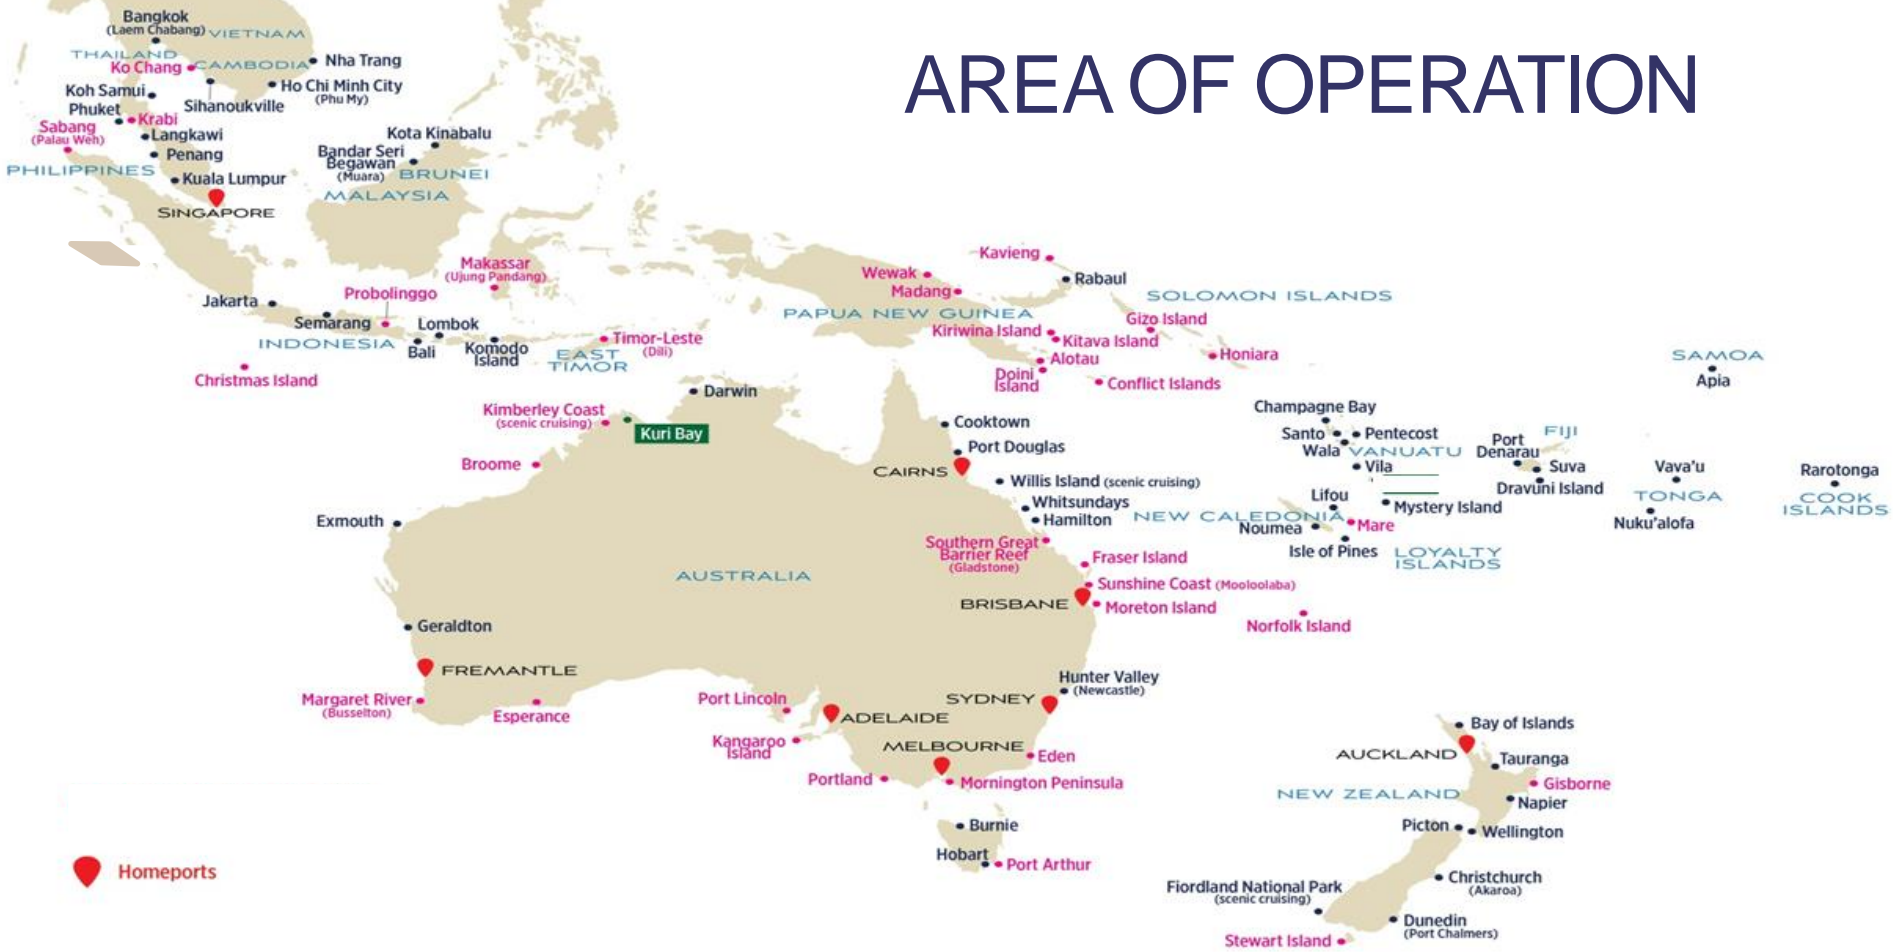 AREA OF OPERATION
Bangkok
(Laem Chabang)
VIETNAM
THAILAND
Ko Chang
CAMBODIA
Nha Trang
Koh Samui
Sihanoukville
Ho Chi Minh City
(Phu My)
Phuket
Krabi
Sabang
(Palau Weh)
Langkawi
Penang
PHILIPPINES
Kuala Lumpur
SINGAPORE
Kota Kinabalu
Bandar Seri
Begawan
(Muara)
BRUNEI
MALAYSIA
Makassar
(Ujung Pandang)
Probolinggo
Jakarta
Semarang
Lombok
INDONESIA
Bali
Komodo
Island
EAST
TIMOR
Timor-Leste
(Dili)
Christmas Island
Kavieng
Wewak
Rabaul
Madang
SOLOMON ISLANDS
PAPUA NEW GUINEA
Gizo Island
Kiriwina Island
Kitava Island
Alotau
Honiara
Doini
Island
Conflict Islands
SAMOA
Apia
Darwin
Kimberley Coast
(scenic cruising)
Kuri Bay
Broome
Exmouth
Cooktown
Port Douglas
CAIRNS
Willis Island (scenic cruising)
Whitsundays
Hamilton
Champagne Bay
Santo
Pentecost
Wala
VANUATU
Vila
Port
Denarau
FIJI
Suva
Dravuni Island
Vava'u
TONGA
Nuku'alofa
Rarotonga
COOK
ISLANDS
Lifou
Mystery Island
NEW CALEDONIA
Mare
Noumea
Isle of Pines
LOYALTY
ISLANDS
Southern Great
Barrier Reef
(Gladstone)
Fraser Island
AUSTRALIA
Sunshine Coast (Mooloolaba)
BRISBANE
Moreton Island
Norfolk Island
Geraldton
FREMANTLE
Margaret River
(Busselton)
Esperance
Port Lincoln
ADELAIDE
Kangaroo
Island
Hunter Valley
(Newcastle)
SYDNEY
MELBOURNE
Eden
Portland
Mornington Peninsula
Burnie
Hobart
Port Arthur
Bay of Islands
AUCKLAND
Tauranga
Gisborne
NEW ZEALAND
Napier
Picton
Wellington
Christchurch
(Akaroa)
Fiordland National Park
(scenic cruising)
Dunedin
(Port Chalmers)
Stewart Island
Homeports